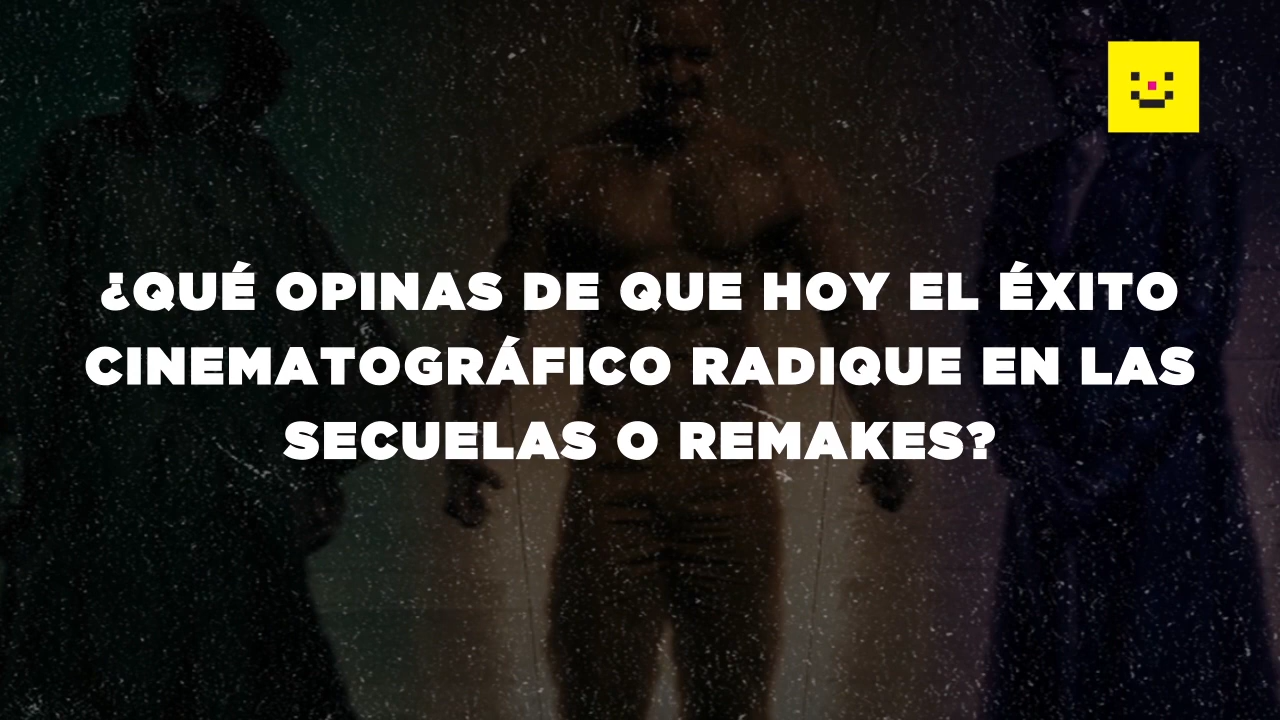 ¿QUÉ OPINAS DE QUE HOY EL ÉXITO
CINEMATOGRÁFICO RADIQUE EN LAS
SECUELAS O REMAKES?